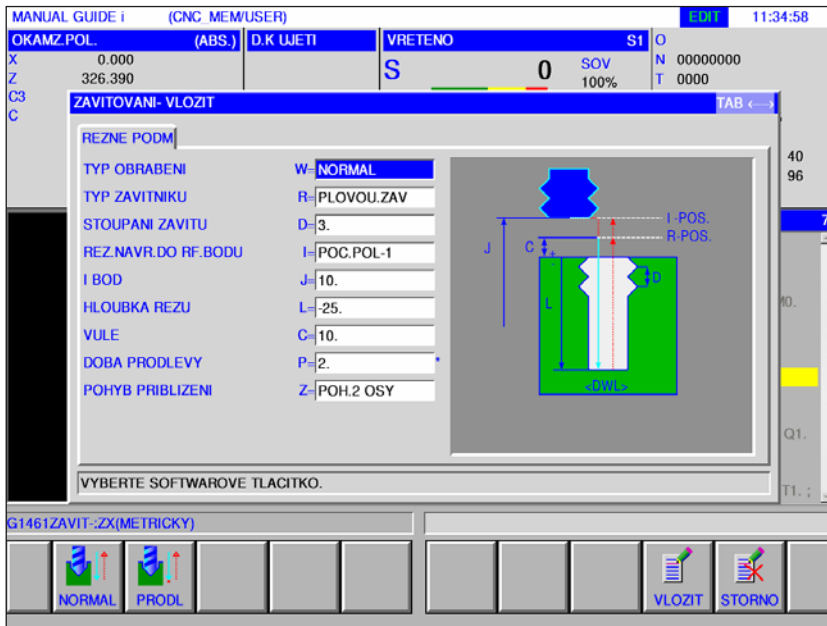 MANUAL GUIDE i (CNC_MEM/USER) EDIT 11:34:58
OKAMZ.POL. (ABS.) D.K UJETI VRETENO S1 O
X 0.000 S 0 SOV N 00000000
Z 326.390 100% T 0000
C3
C
ZAVITOVANI- VLOZIT TAB
REZNE PODM
TYP OBRABENI W= NORMAL
TYP ZAVITNIKU R= PLOVOU.ZAV
STOUPANI ZAVITU D= 3.
REZ.NAVR.DO RF.BODU I= POC.POL-1
I BOD J= 10.
HLOUBKA REZU L= -25.
VULE C= 10.
DOBA PRODLEVY P= 2. *
POHYB PRIBLIZENI Z= POH.2 OSY
I -POS.
R-POS.
J C + -
D
L
<DWL>
40
96
7
M0.
Q1.
T1. ;
VYBERTE SOFTWAROVE TLACITKO.
G1461ZAVIT-:ZX(METRICKY)
NORMAL PRODL VLOZIT STORNO